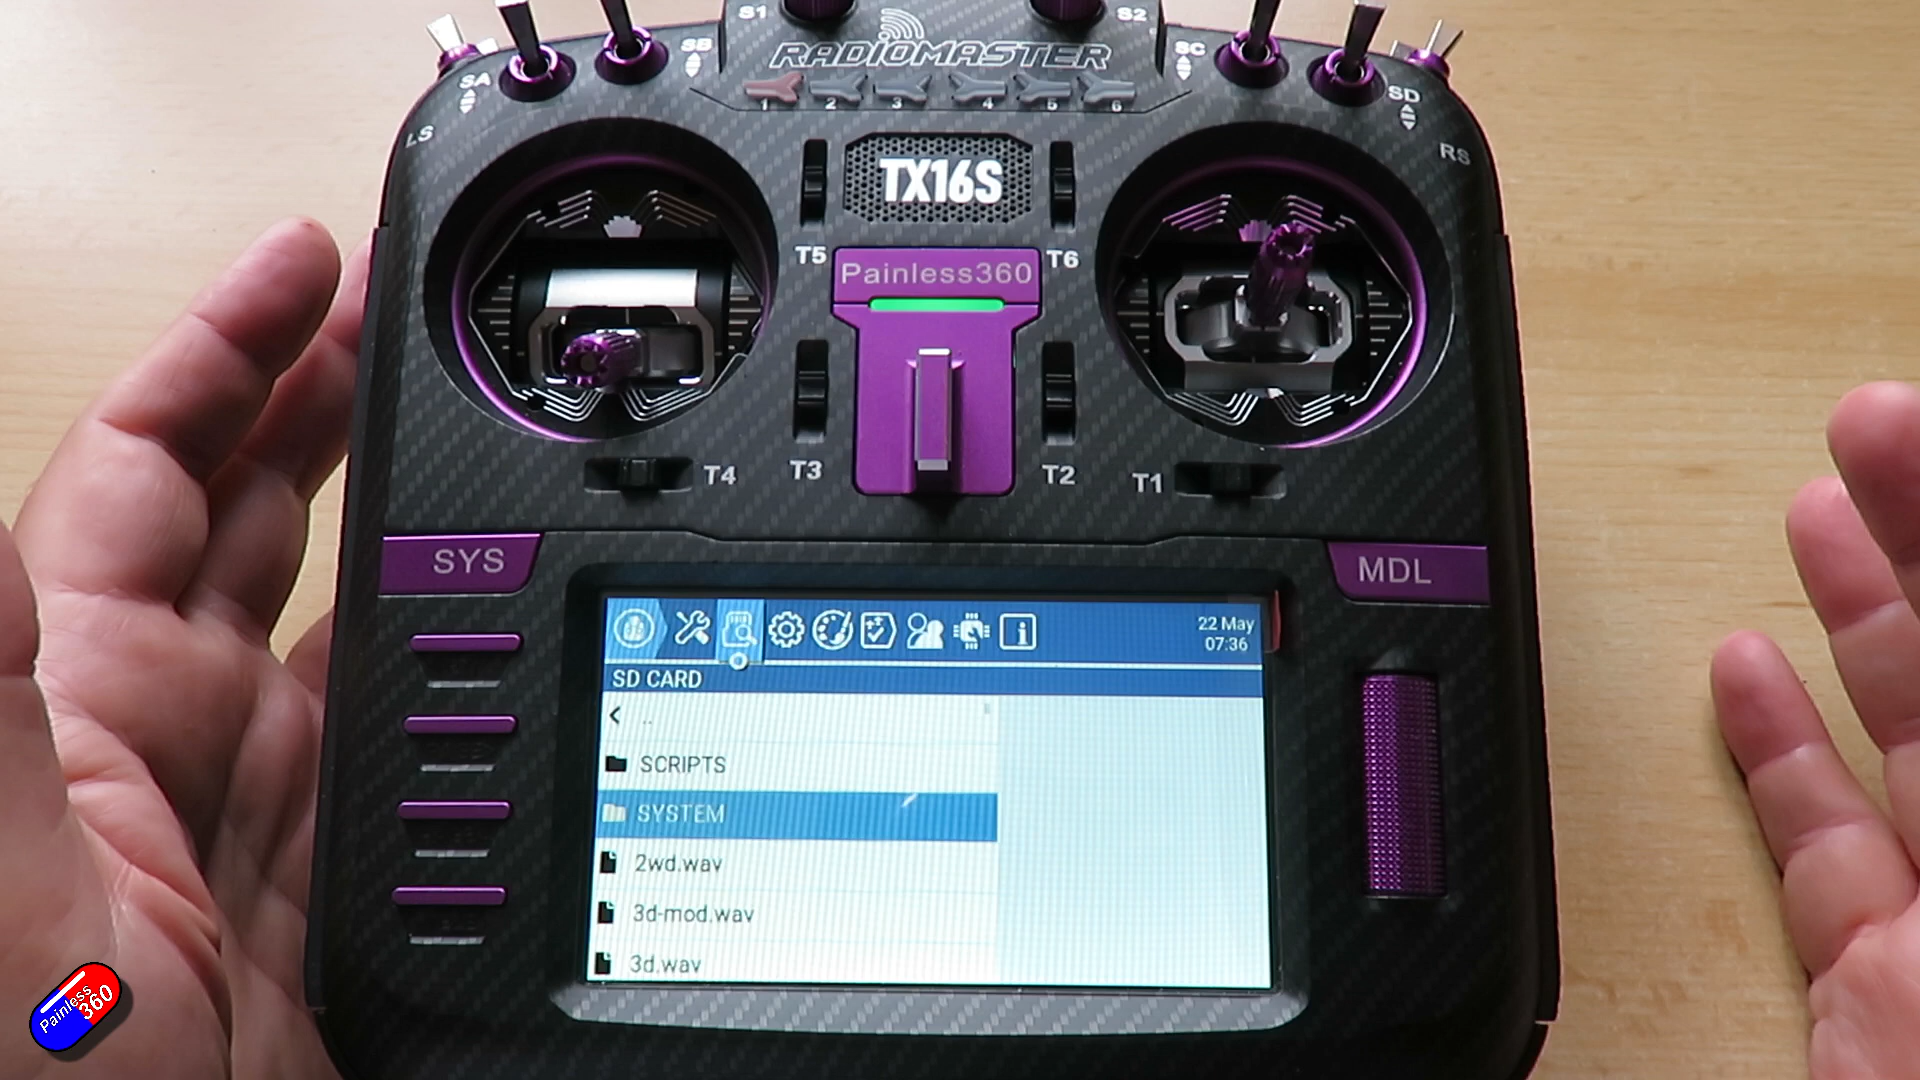 S1
S2
SB
SC
RADIOMASTER
SA
SD
1 2 3 4 5 6
LS
RS
TX16S
T5
T6
Painless360
T4
T3
T2
T1
SYS
MDL
22 May
07:36
SD CARD
..
SCRIPTS
SYSTEM
2wd.wav
3d-mod.wav
3d.wav
Painless
360